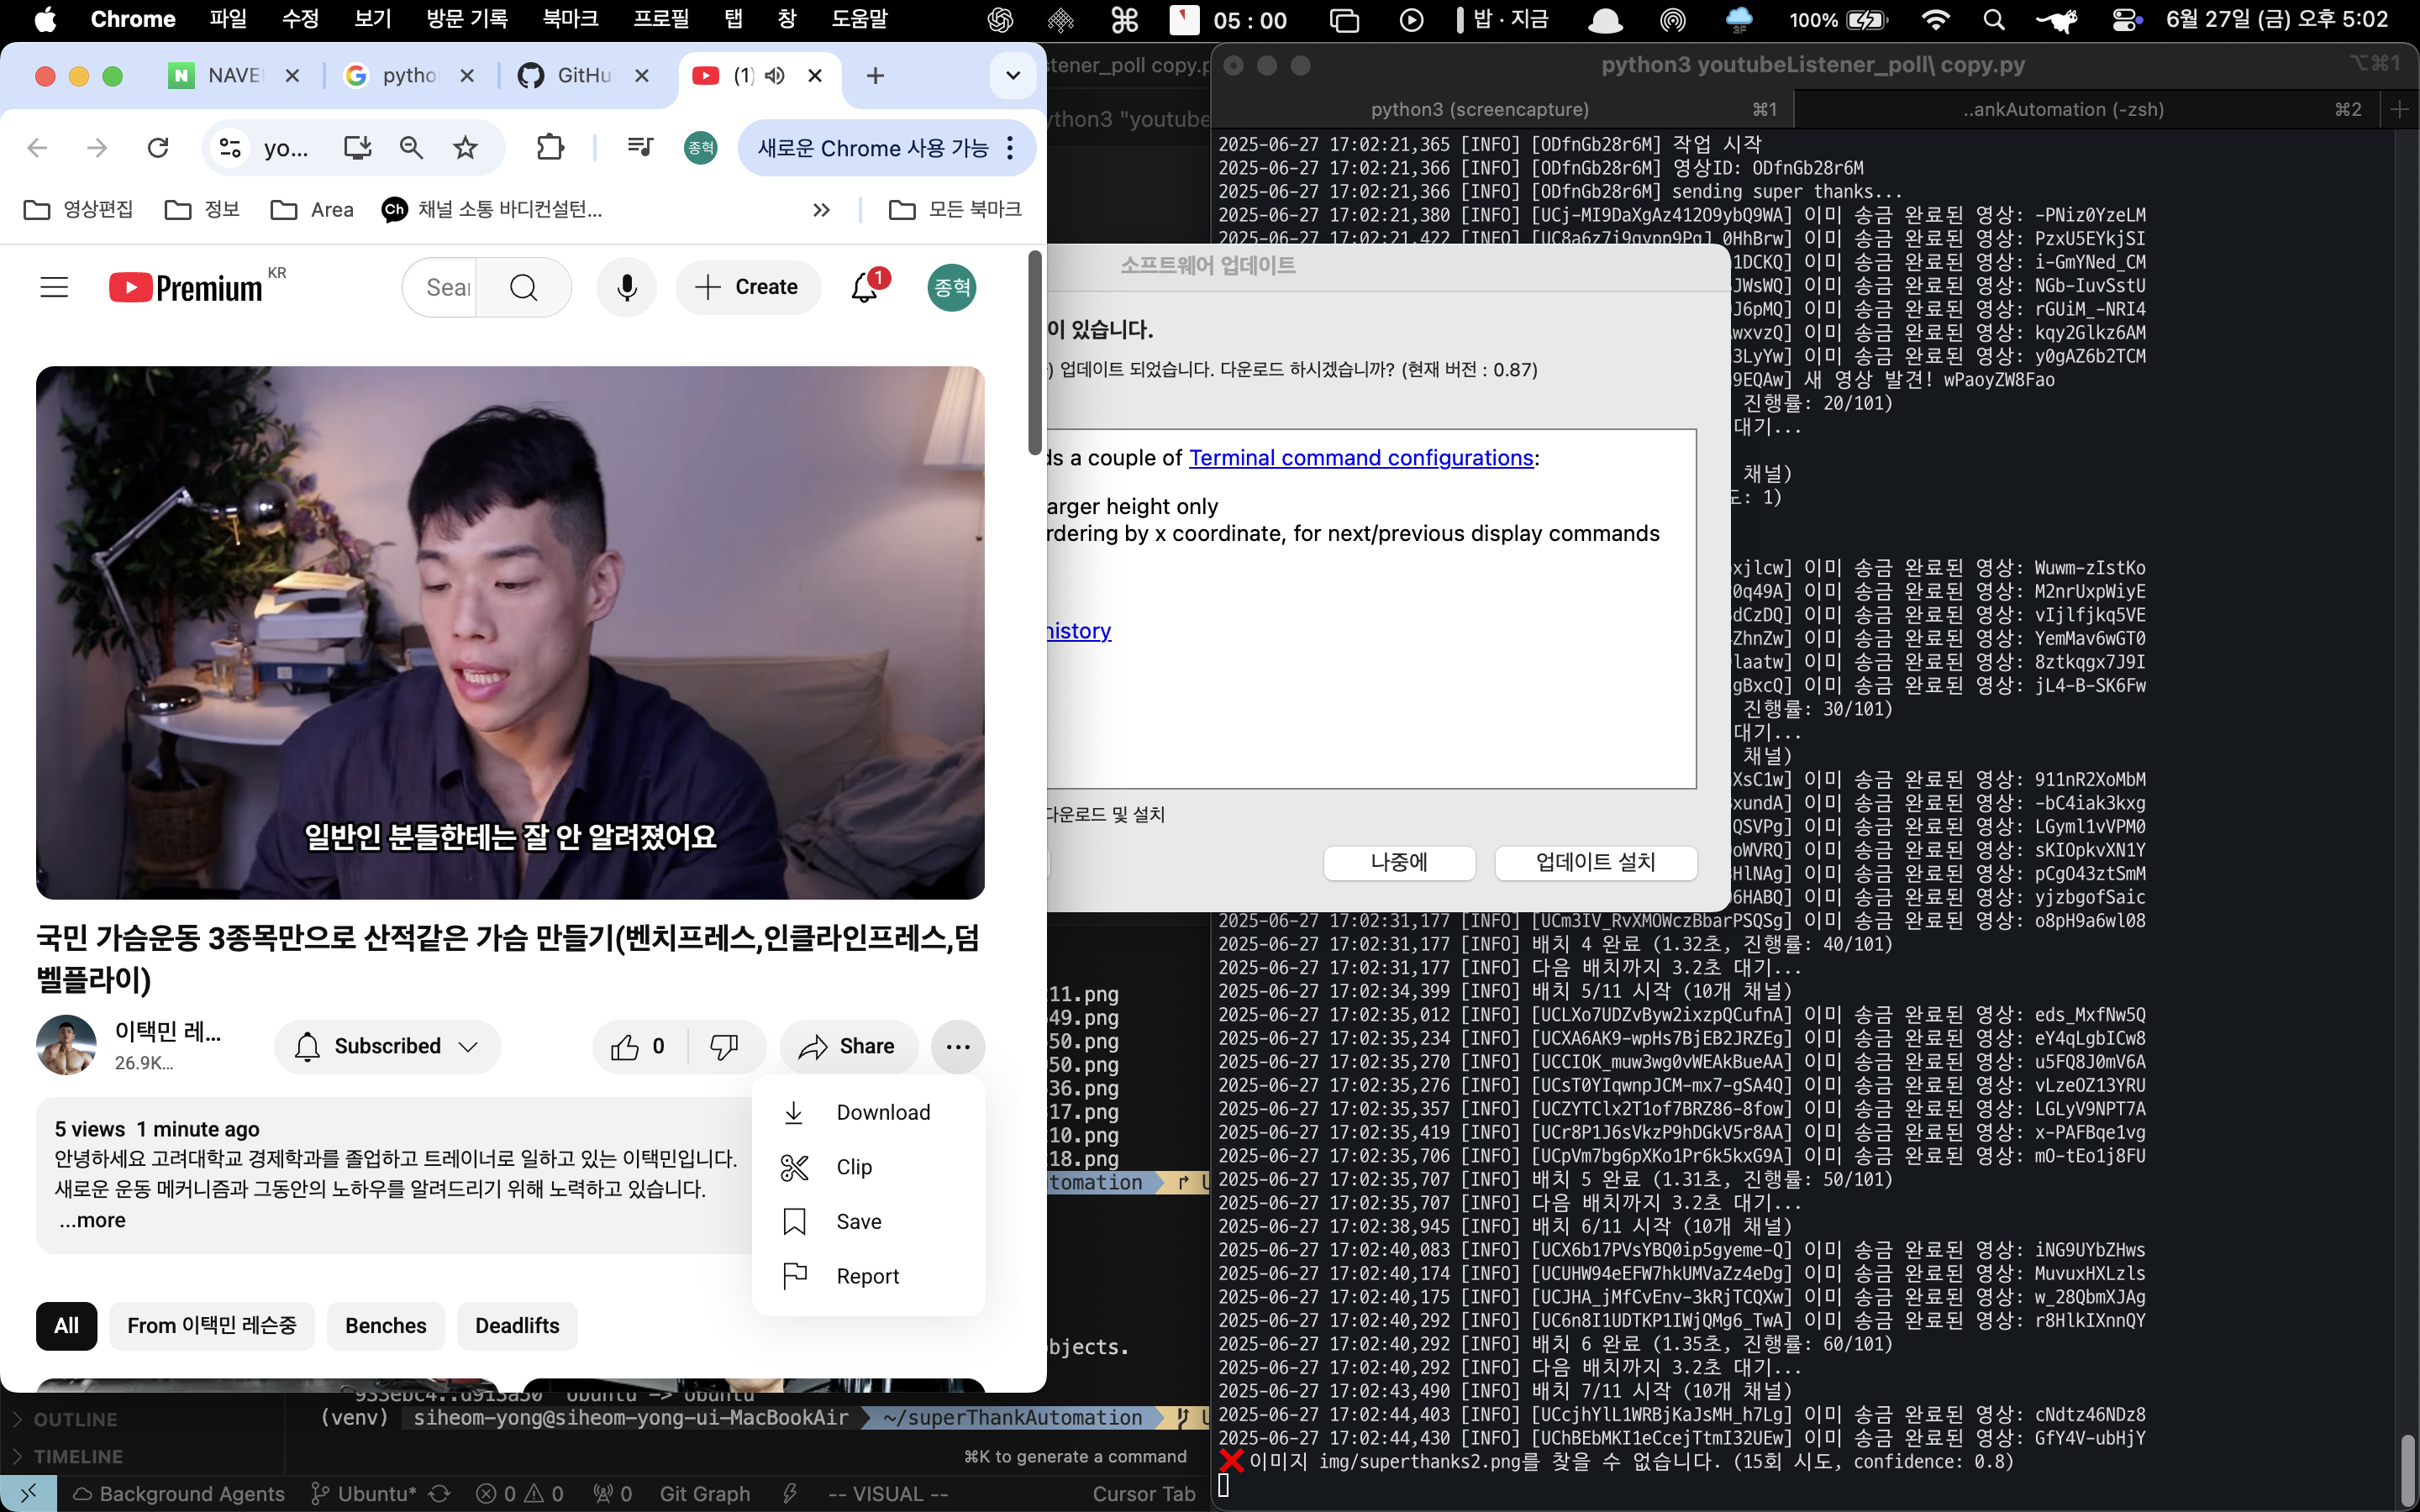 Chrome 파일 수정 보기 방문 기록 북마크 프로필 탭 창 도움말 05 : 00 밥 · 지금 100% 6월 27일 (금) 오후 5:02
NAVE pytho GitHu (1)
yo... 종혁 새로운 Chrome 사용 가능
영상편집 정보 Area Ch 채널 소통 바디컨설턴... » 모든 북마크
Premium KR Sear Create 1 종혁
일반인 분들한테는 잘 안 알려졌어요
국민 가슴운동 3종목만으로 산적같은 가슴 만들기(벤치프레스,인클라인프레스,덤
벨플라이)
이택민 레...
26.9K...
Subscribed 0 Share ...
Download
Clip
Save
Report
5 views 1 minute ago
안녕하세요 고려대학교 경제학과를 졸업하고 트레이너로 일하고 있는 이택민입니다.
새로운 운동 메커니즘과 그동안의 노하우를 알려드리기 위해 노력하고 있습니다.
...more
All From 이택민 레슨중 Benches Deadlifts
stener_poll copy.p
ython3 "youtube
소프트웨어 업데이트
이 있습니다.
) 업데이트 되었습니다. 다운로드 하시겠습니까? (현재 버전 : 0.87)
ds a couple of Terminal command configurations:
arger height only
rdering by x coordinate, for next/previous display commands
history
다운로드 및 설치
나중에 업데이트 설치
11.png
49.png
50.png
50.png
36.png
17.png
10.png
18.png
tomation
bjects.
933ebc4..d913a50 Ubuntu -> Ubuntu
(venv) siheom-yong@siheom-yong-ui-MacBookAir ~/superThankAutomation
OUTLINE
TIMELINE
⌘K to generate a command
Background Agents Ubuntu* 0 0 0 Git Graph -- VISUAL -- Cursor Tab
python3 youtubeListener_poll\ copy.py ⌥⌘1
python3 (screencapture) ⌘1 ..ankAutomation (-zsh) ⌘2
2025-06-27 17:02:21,365 [INFO] [ODfnGb28r6M] 작업 시작
2025-06-27 17:02:21,366 [INFO] [ODfnGb28r6M] 영상ID: ODfnGb28r6M
2025-06-27 17:02:21,366 [INFO] [ODfnGb28r6M] sending super thanks...
2025-06-27 17:02:21,380 [INFO] [UCj-MI9DaXgAz412O9ybQ9WA] 이미 송금 완료된 영상: -PNiz0YzeLM
2025-06-27 17:02:21,422 [INFO] 이미 송금 완료된 영상: PzxU5EYkjSI
1DCKQ] 이미 송금 완료된 영상: i-GmYNed_CM
JWsWQ] 이미 송금 완료된 영상: NGb-IuvSstU
J6pMQ] 이미 송금 완료된 영상: rGUiM_-NRI4
wxvzQ] 이미 송금 완료된 영상: kqy2Glkz6AM
3LyYw] 이미 송금 완료된 영상: y0gAZ6b2TCM
9EQAw] 새 영상 발견! wPaoyZW8Fao
진행률: 20/101)
대기...
채널)
도: 1)
xjlcw] 이미 송금 완료된 영상: Wuwm-zIstKo
0q49A] 이미 송금 완료된 영상: M2nrUxpWiyE
dCzDQ] 이미 송금 완료된 영상: vIjlfjkq5VE
ZhnZw] 이미 송금 완료된 영상: YemMav6wGT0
laatw] 이미 송금 완료된 영상: 8ztkqgx7J9I
gBxcQ] 이미 송금 완료된 영상: jL4-B-SK6Fw
진행률: 30/101)
대기...
채널)
XsC1w] 이미 송금 완료된 영상: 911nR2XoMbM
xundA] 이미 송금 완료된 영상: -bC4iak3kxg
QSVPg] 이미 송금 완료된 영상: LGyml1vVPM0
oWVRQ] 이미 송금 완료된 영상: sKIOpkvXN1Y
HlNAg] 이미 송금 완료된 영상: pCgO43ztSmM
6HABQ] 이미 송금 완료된 영상: yjzbgofSaic
2025-06-27 17:02:31,177 [INFO] [UCm3IV_RvXMOWczBbarPSQSg] 이미 송금 완료된 영상: o8pH9a6wl08
2025-06-27 17:02:31,177 [INFO] 배치 4 완료 (1.32초, 진행률: 40/101)
2025-06-27 17:02:31,177 [INFO] 다음 배치까지 3.2초 대기...
2025-06-27 17:02:34,399 [INFO] 배치 5/11 시작 (10개 채널)
2025-06-27 17:02:35,012 [INFO] [UCLXo7UDZvByw2ixzpQCufnA] 이미 송금 완료된 영상: eds_MxfNw5Q
2025-06-27 17:02:35,234 [INFO] [UCXA6AK9-wpHs7BjEB2JRZEg] 이미 송금 완료된 영상: eY4qLgbICw8
2025-06-27 17:02:35,270 [INFO] [UCCIOK_muw3wg0vWEAkBueAA] 이미 송금 완료된 영상: u5FQ8J0mV6A
2025-06-27 17:02:35,276 [INFO] [UCsT0YIqwnpJCM-mx7-gSA4Q] 이미 송금 완료된 영상: vLzeOZ13YRU
2025-06-27 17:02:35,357 [INFO] [UCZYTClx2T1of7BRZ86-8fow] 이미 송금 완료된 영상: LGLyV9NPT7A
2025-06-27 17:02:35,419 [INFO] [UCr8P1J6sVkzP9hDGkV5r8AA] 이미 송금 완료된 영상: x-PAFBqe1vg
2025-06-27 17:02:35,706 [INFO] [UCpVm7bg6pXKo1Pr6k5kxG9A] 이미 송금 완료된 영상: mO-tEo1j8FU
2025-06-27 17:02:35,707 [INFO] 배치 5 완료 (1.31초, 진행률: 50/101)
2025-06-27 17:02:35,707 [INFO] 다음 배치까지 3.2초 대기...
2025-06-27 17:02:38,945 [INFO] 배치 6/11 시작 (10개 채널)
2025-06-27 17:02:40,083 [INFO] [UCX6b17PVsYBQ0ip5gyeme-Q] 이미 송금 완료된 영상: iNG9UYbZHws
2025-06-27 17:02:40,174 [INFO] [UCUHW94eEFW7hkUMVaZz4eDg] 이미 송금 완료된 영상: MuvuxHXLzls
2025-06-27 17:02:40,175 [INFO] [UCJHA_jMfCvEnv-3kRjTCQXw] 이미 송금 완료된 영상: w_28QbmXJAg
2025-06-27 17:02:40,292 [INFO] [UC6n8I1UDTKP1IWjQMg6_TwA] 이미 송금 완료된 영상: r8HlkIXnnQY
2025-06-27 17:02:40,292 [INFO] 배치 6 완료 (1.35초, 진행률: 60/101)
2025-06-27 17:02:40,292 [INFO] 다음 배치까지 3.2초 대기...
2025-06-27 17:02:43,490 [INFO] 배치 7/11 시작 (10개 채널)
2025-06-27 17:02:44,403 [INFO] [UCcjhYlL1WRBjKaJsMH_h7Lg] 이미 송금 완료된 영상: cNdtz46NDz8
2025-06-27 17:02:44,430 [INFO] [UChBEbMKI1eCcejTtmI32UEw] 이미 송금 완료된 영상: GfY4V-ubHjY
❌ 이미지 img/superthanks2.png를 찾을 수 없습니다. (15회 시도, confidence: 0.8)